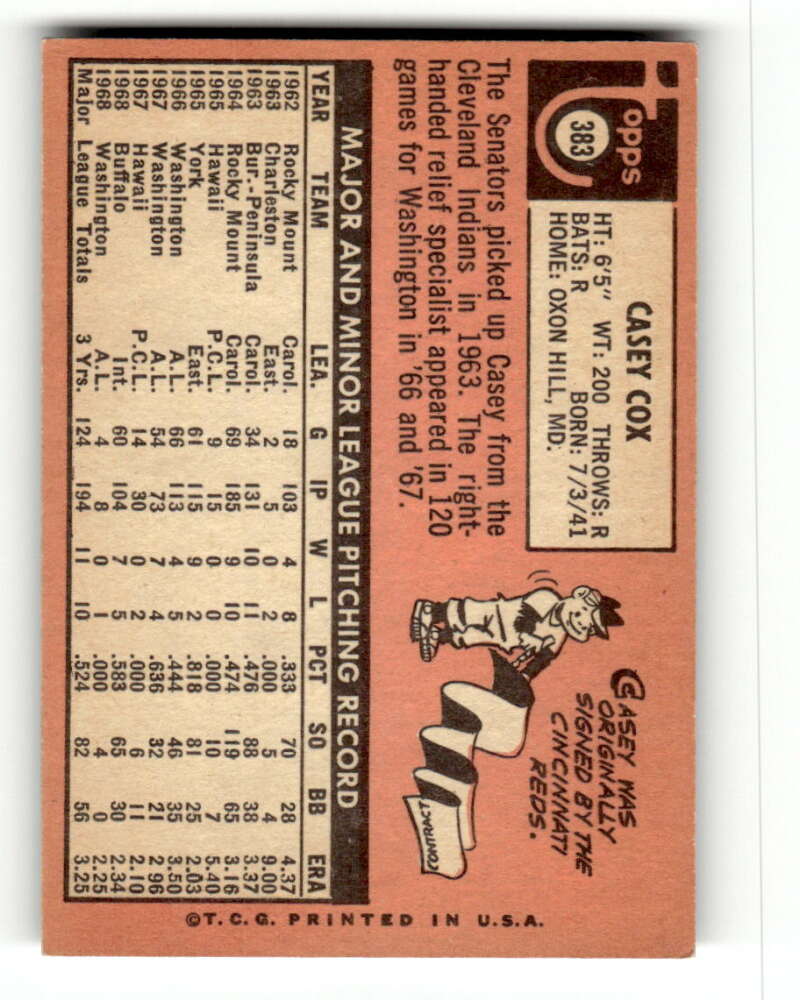 Topps
383
CASEY COX
HT: 6'5" WT: 200 THROWS: R
BATS: R BORN: 7/3/41
HOME: OXON HILL, MD.
The Senators picked up Casey from the
Cleveland Indians in 1963. The right-
handed relief specialist appeared in 120
games for Washington in '66 and '67.
CASEY WAS
ORIGINALLY
SIGNED BY THE
CINCINNATI
REDS.
CONTRACT
MAJOR AND MINOR LEAGUE PITCHING RECORD
YEAR TEAM LEA. G IP W L PCT SO BB ERA
1962 Rocky Mount Carol. 18 103 4 8 .333 70 28 4.37
1963 Charleston East. 2 5 0 2 .000 5 4 9.00
1963 Bur.-Peninsula Carol. 34 131 10 11 .476 88 38 3.37
1964 Rocky Mount Carol. 69 185 9 10 .474 119 65 3.16
1965 Hawaii P.C.L. 9 15 0 0 .000 10 7 5.40
1965 York East. 61 115 9 2 .818 81 25 2.03
1966 Washington A.L. 66 113 4 5 .444 46 35 3.50
1967 Washington A.L. 54 73 7 4 .636 32 21 2.96
1967 Hawaii P.C.L. 14 30 0 2 .000 6 11 2.10
1968 Buffalo Int. 60 104 7 5 .583 65 30 2.34
1968 Washington A.L. 4 8 0 1 .000 4 0 2.25
Major League Totals 3 Yrs. 124 194 11 10 .524 82 56 3.25
©T.C.G. PRINTED IN U.S.A.